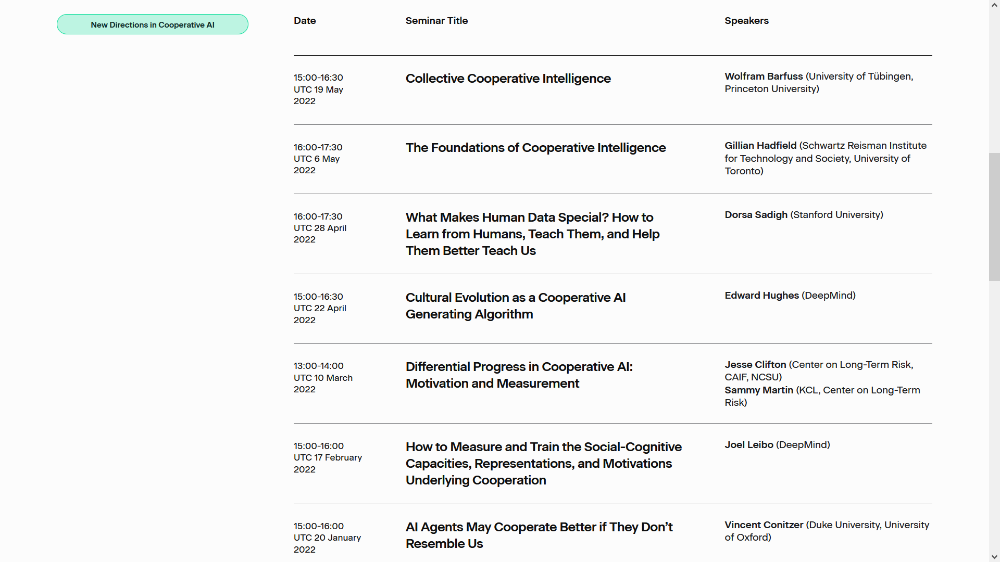 New Directions in Cooperative AI
Date
Seminar Title
Speakers
15:00-16:30
UTC 19 May
2022
Collective Cooperative Intelligence
Wolfram Barfuss (University of Tübingen,
Princeton University)
16:00-17:30
UTC 6 May
2022
The Foundations of Cooperative Intelligence
Gillian Hadfield (Schwartz Reisman Institute
for Technology and Society, University of
Toronto)
16:00-17:30
UTC 28 April
2022
What Makes Human Data Special? How to
Learn from Humans, Teach Them, and Help
Them Better Teach Us
Dorsa Sadigh (Stanford University)
15:00-16:30
UTC 22 April
2022
Cultural Evolution as a Cooperative AI
Generating Algorithm
Edward Hughes (DeepMind)
13:00-14:00
UTC 10 March
2022
Differential Progress in Cooperative AI:
Motivation and Measurement
Jesse Clifton (Center on Long-Term Risk,
CAIF, NCSU)
Sammy Martin (KCL, Center on Long-Term
Risk)
15:00-16:00
UTC 17 February
2022
How to Measure and Train the Social-Cognitive
Capacities, Representations, and Motivations
Underlying Cooperation
Joel Leibo (DeepMind)
15:00-16:00
UTC 20 January
2022
AI Agents May Cooperate Better if They Don’t
Resemble Us
Vincent Conitzer (Duke University, University
of Oxford)